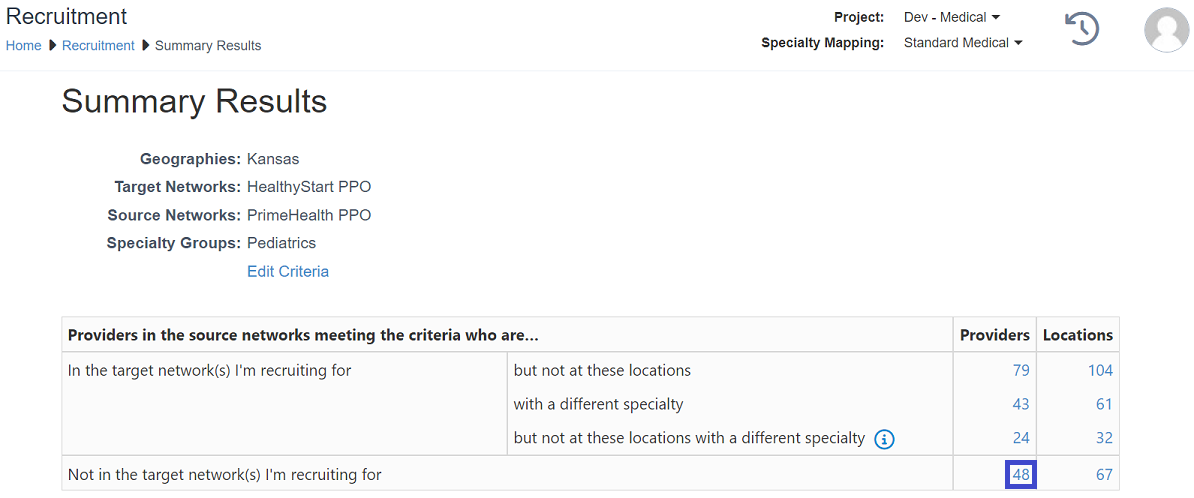 Recruitment
Project: Dev - Medical
Home Recruitment Summary Results
Specialty Mapping: Standard Medical
Summary Results
Geographies: Kansas
Target Networks: HealthyStart PPO
Source Networks: PrimeHealth PPO
Specialty Groups: Pediatrics
Edit Criteria
Providers in the source networks meeting the criteria who are... Providers Locations
In the target network(s) I'm recruiting for but not at these locations 79 104
with a different specialty 43 61
but not at these locations with a different specialty 24 32
Not in the target network(s) I'm recruiting for 48 67